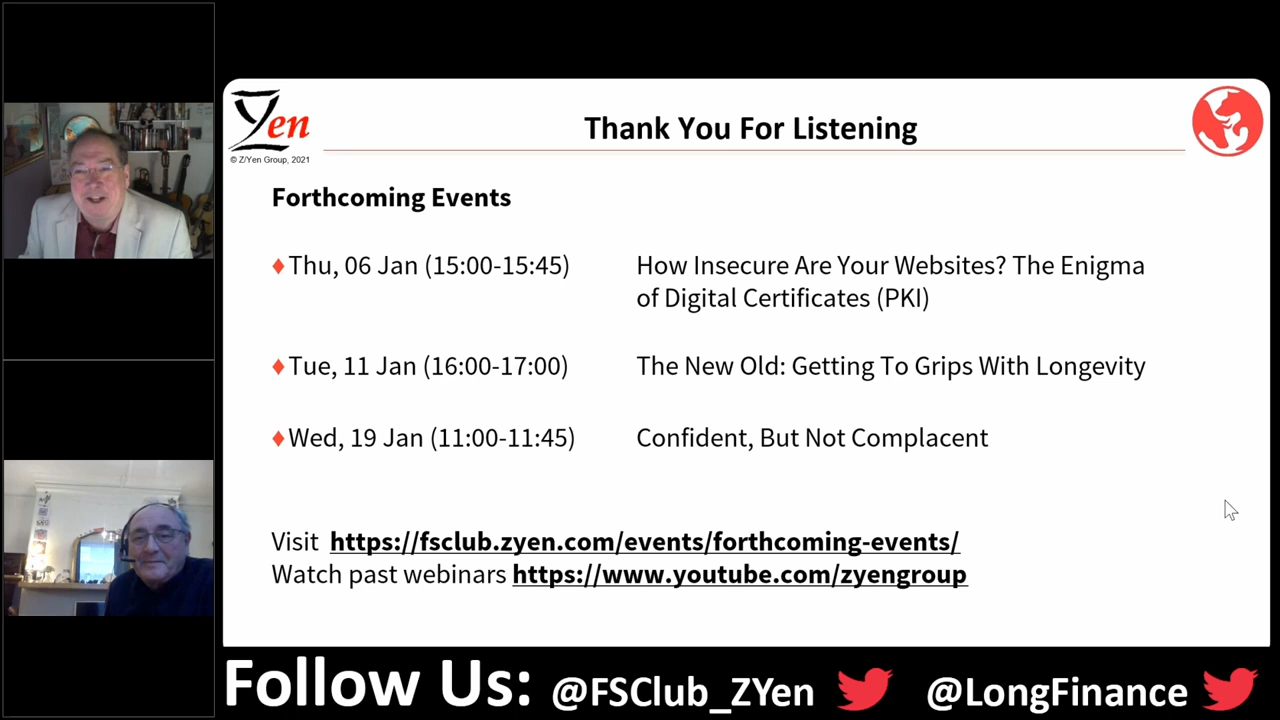 Zen
© Z/Yen Group, 2021
Thank You For Listening
Forthcoming Events
Thu, 06 Jan (15:00-15:45)
How Insecure Are Your Websites? The Enigma
of Digital Certificates (PKI)
Tue, 11 Jan (16:00-17:00)
The New Old: Getting To Grips With Longevity
Wed, 19 Jan (11:00-11:45)
Confident, But Not Complacent
Visit https://fsclub.zyen.com/events/forthcoming-events/
Watch past webinars https://www.youtube.com/zyengroup
Follow Us: @FSClub_ZYen @LongFinance